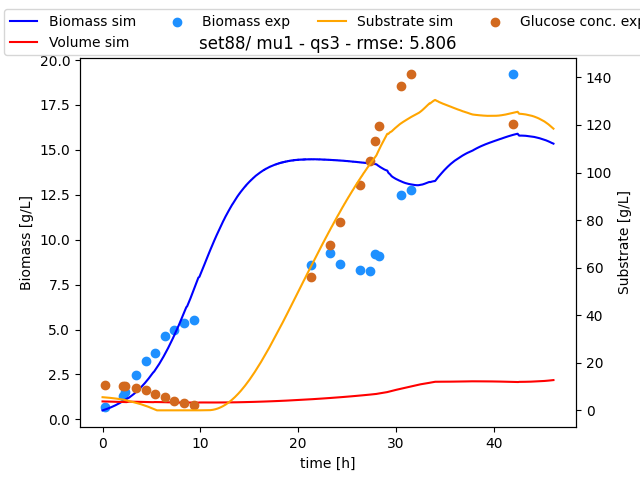 Biomass sim Biomass exp Substrate sim Glucose conc. exp
Volume sim
set88/ mu1 - qs3 - rmse: 5.806
20.0
17.5
15.0
12.5
10.0
7.5
5.0
2.5
0.0
Biomass [g/L]
140
120
100
80
60
40
20
0
Substrate [g/L]
0 10 20 30 40
time [h]